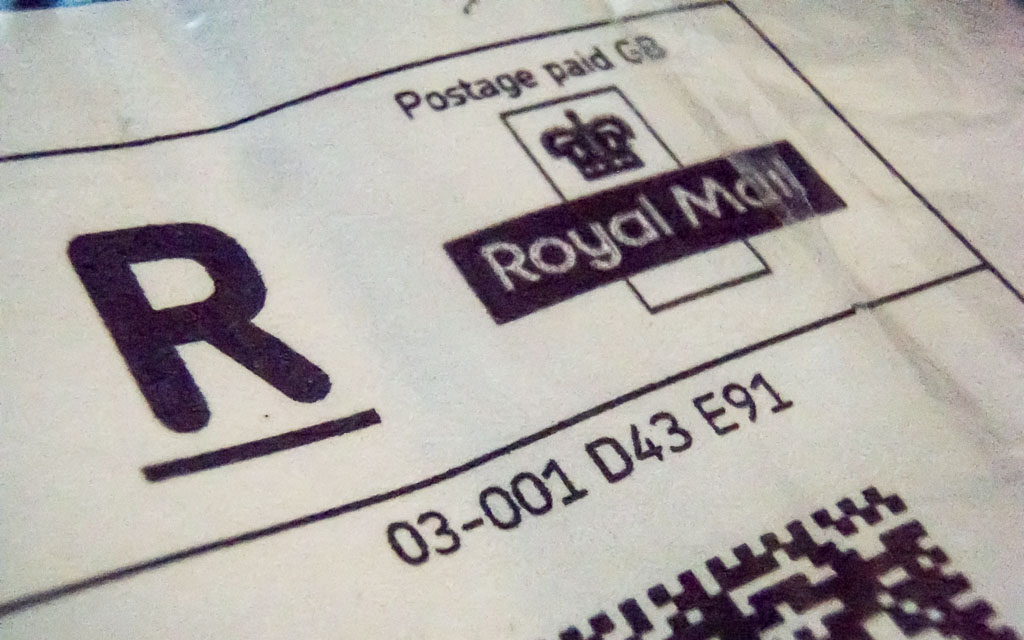 Postage paid GB
Royal Mail
R
03-001 D43 E91